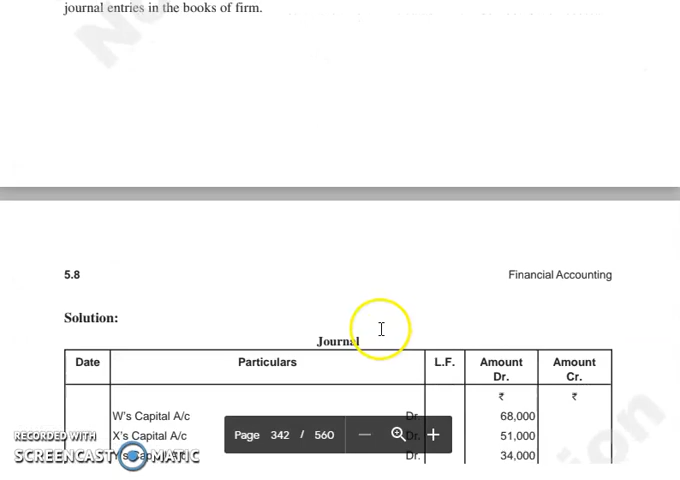 journal entries in the books of firm.
5.8 Financial Accounting
Solution:
Journal
Date Particulars L.F. Amount Dr. Amount Cr.
₹ ₹
W's Capital A/c Dr 68,000
X's Capital A/c Dr. 51,000
Y's Capital A/c Dr. 34,000
Page 342 / 560
RECORDED WITH
SCREENCAST MATIC